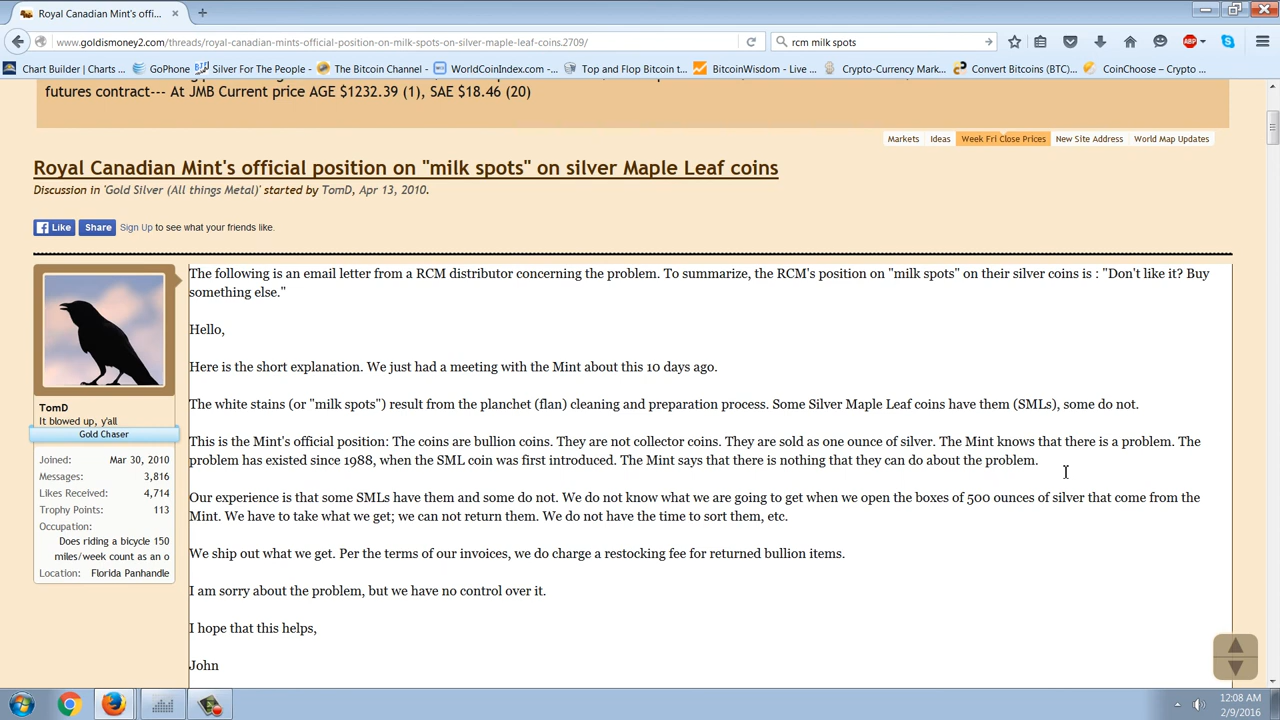 Royal Canadian Mint's offi...
www.goldismoney2.com/threads/royal-canadian-mints-official-position-on-milk-spots-on-silver-maple-leaf-coins.2709/
rcm milk spots
Chart Builder | Charts ...
GoPhone
Silver For The People -
The Bitcoin Channel -
WorldCoinIndex.com -...
Top and Flop Bitcoin t...
BitcoinWisdom - Live ...
Crypto-Currency Mark...
Convert Bitcoins (BTC)...
CoinChoose – Crypto ...
futures contract--- At JMB Current price AGE $1232.39 (1), SAE $18.46 (20)
Markets Ideas Week Fri Close Prices New Site Address World Map Updates
Royal Canadian Mint's official position on "milk spots" on silver Maple Leaf coins
Discussion in 'Gold Silver (All things Metal)' started by TomD, Apr 13, 2010.
Like Share Sign Up to see what your friends like.
TomD
It blowed up, y'all
Gold Chaser
Joined: Mar 30, 2010
Messages: 3,816
Likes Received: 4,714
Trophy Points: 113
Occupation:
Does riding a bicycle 150
miles/week count as an o
Location: Florida Panhandle
The following is an email letter from a RCM distributor concerning the problem. To summarize, the RCM's position on "milk spots" on their silver coins is : "Don't like it? Buy
something else."
Hello,
Here is the short explanation. We just had a meeting with the Mint about this 10 days ago.
The white stains (or "milk spots") result from the planchet (flan) cleaning and preparation process. Some Silver Maple Leaf coins have them (SMLs), some do not.
This is the Mint's official position: The coins are bullion coins. They are not collector coins. They are sold as one ounce of silver. The Mint knows that there is a problem. The
problem has existed since 1988, when the SML coin was first introduced. The Mint says that there is nothing that they can do about the problem.
Our experience is that some SMLs have them and some do not. We do not know what we are going to get when we open the boxes of 500 ounces of silver that come from the
Mint. We have to take what we get; we can not return them. We do not have the time to sort them, etc.
We ship out what we get. Per the terms of our invoices, we do charge a restocking fee for returned bullion items.
I am sorry about the problem, but we have no control over it.
I hope that this helps,
John
12:08 AM
2/9/2016